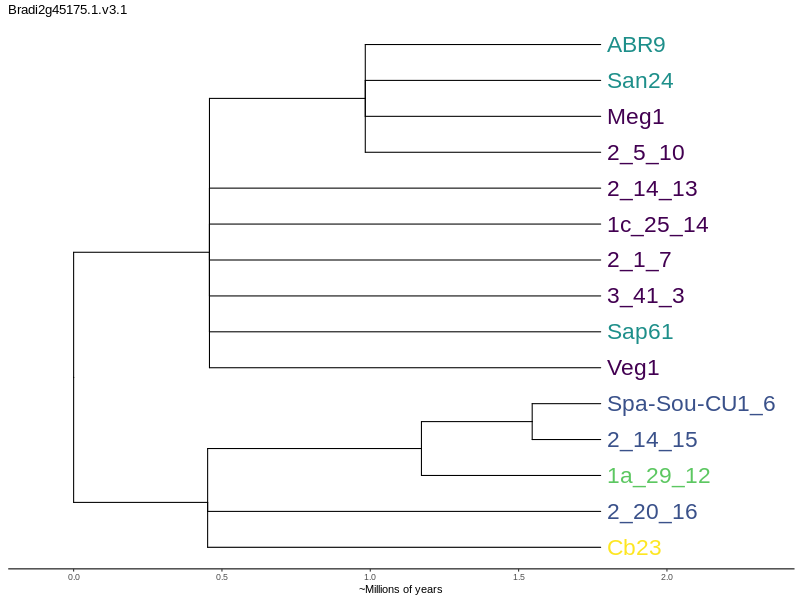 Bradi2g45175.1.v3.1
ABR9
San24
Meg1
2_5_10
2_14_13
1c_25_14
2_1_7
3_41_3
Sap61
Veg1
Spa-Sou-CU1_6
2_14_15
1a_29_12
2_20_16
Cb23
0.0 0.5 1.0 1.5 2.0
~Millions of years